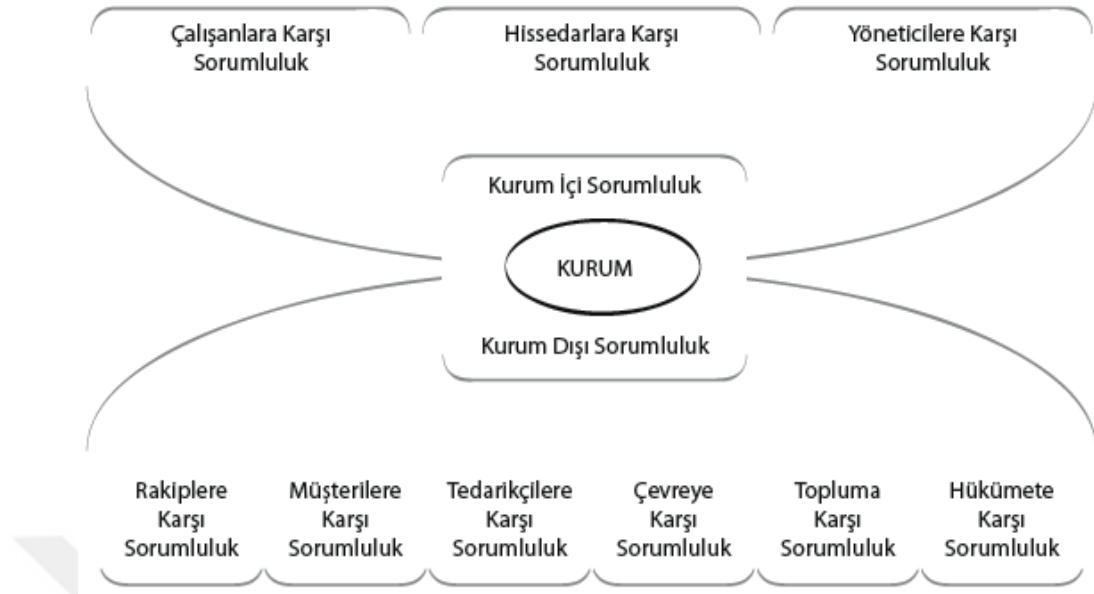 Çalışanlara Karşı
Sorumluluk
Hissedarlara Karşı
Sorumluluk
Yöneticilere Karşı
Sorumluluk
Kurum İçi Sorumluluk
KURUM
Kurum Dışı Sorumluluk
Rakiplere
Karşı
Sorumluluk
Müşterilere
Karşı
Sorumluluk
Tedarikçilere
Karşı
Sorumluluk
Çevreye
Karşı
Sorumluluk
Topluma
Karşı
Sorumluluk
Hükümete
Karşı
Sorumluluk